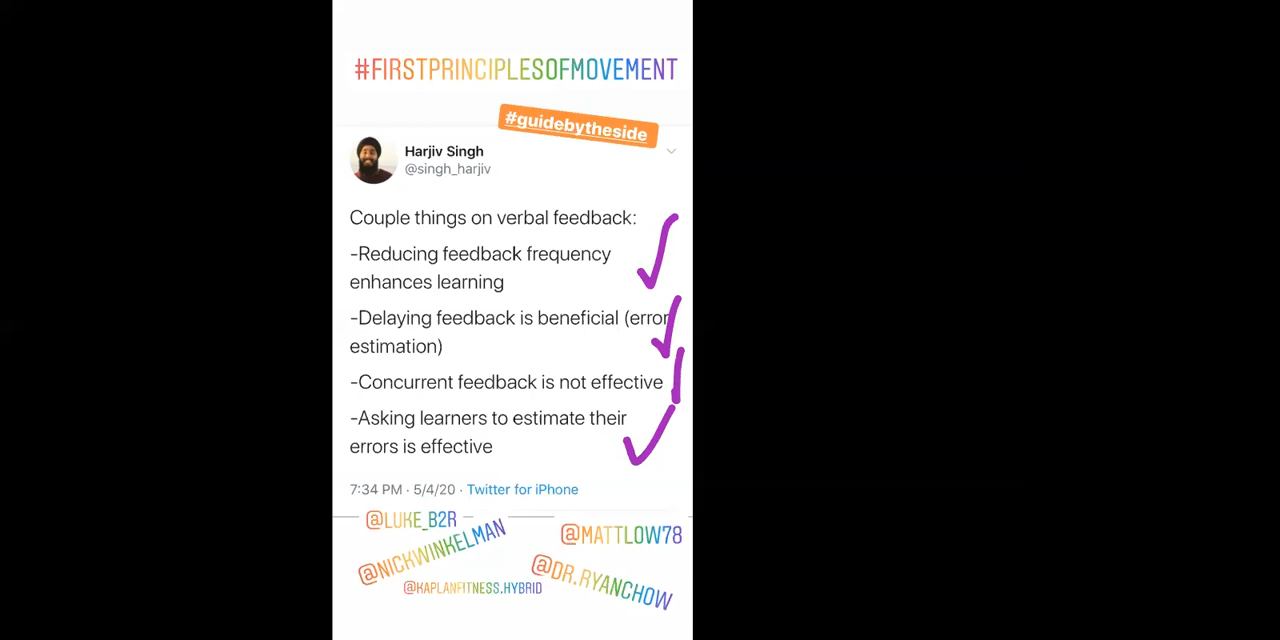 #FIRSTPRINCIPLESOFMOVEMENT
#guidebytheside
Harjiv Singh
@singh_harjiv
Couple things on verbal feedback:
-Reducing feedback frequency
enhances learning
-Delaying feedback is beneficial (error
estimation)
-Concurrent feedback is not effective
-Asking learners to estimate their
errors is effective
7:34 PM · 5/4/20 · Twitter for iPhone
@LUKE_B2R
@MATTLOW78
@NICKWINKELMAN
@DR.RYANCHOW
@KAPLANFITNESS.HYBRID